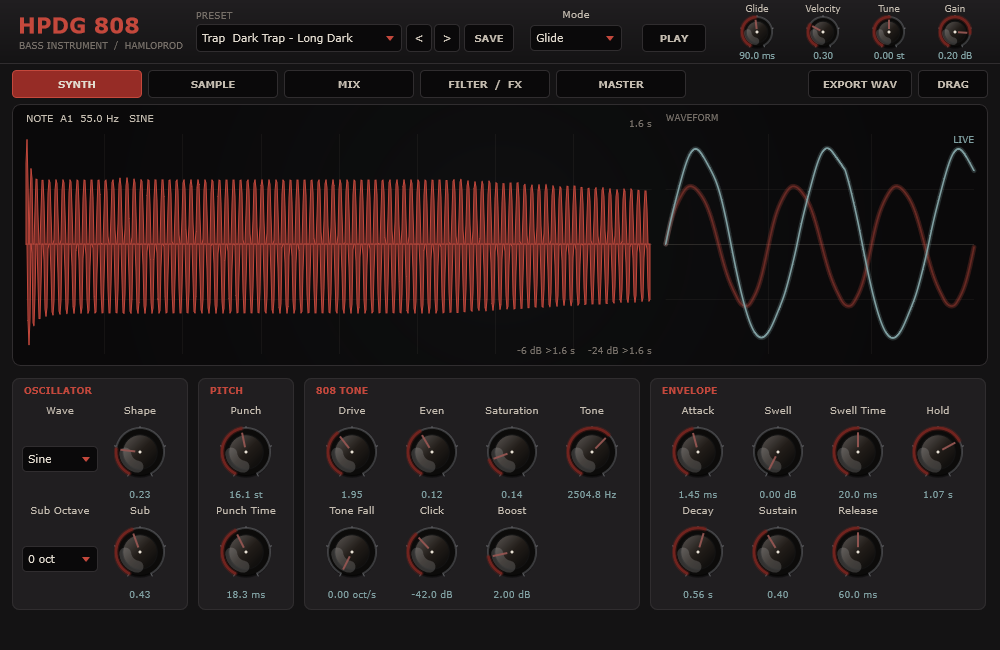 HPDG 808
BASS INSTRUMENT / HAMLOPROD
PRESET
Trap Dark Trap - Long Dark
<
>
SAVE
Mode
Glide
PLAY
Glide
Velocity
Tune
Gain
90.0 ms
0.30
0.00 st
0.20 dB
SYNTH
SAMPLE
MIX
FILTER / FX
MASTER
EXPORT WAV
DRAG
NOTE A1 55.0 Hz SINE
1.6 s
-6 dB >1.6 s -24 dB >1.6 s
WAVEFORM
LIVE
OSCILLATOR
Wave
Shape
Sine
0.23
Sub Octave
Sub
0 oct
0.43
PITCH
Punch
16.1 st
Punch Time
18.3 ms
808 TONE
Drive
Even
Saturation
Tone
1.95
0.12
0.14
2504.8 Hz
Tone Fall
Click
Boost
0.00 oct/s
-42.0 dB
2.00 dB
ENVELOPE
Attack
Swell
Swell Time
Hold
1.45 ms
0.00 dB
20.0 ms
1.07 s
Decay
Sustain
Release
0.56 s
0.40
60.0 ms